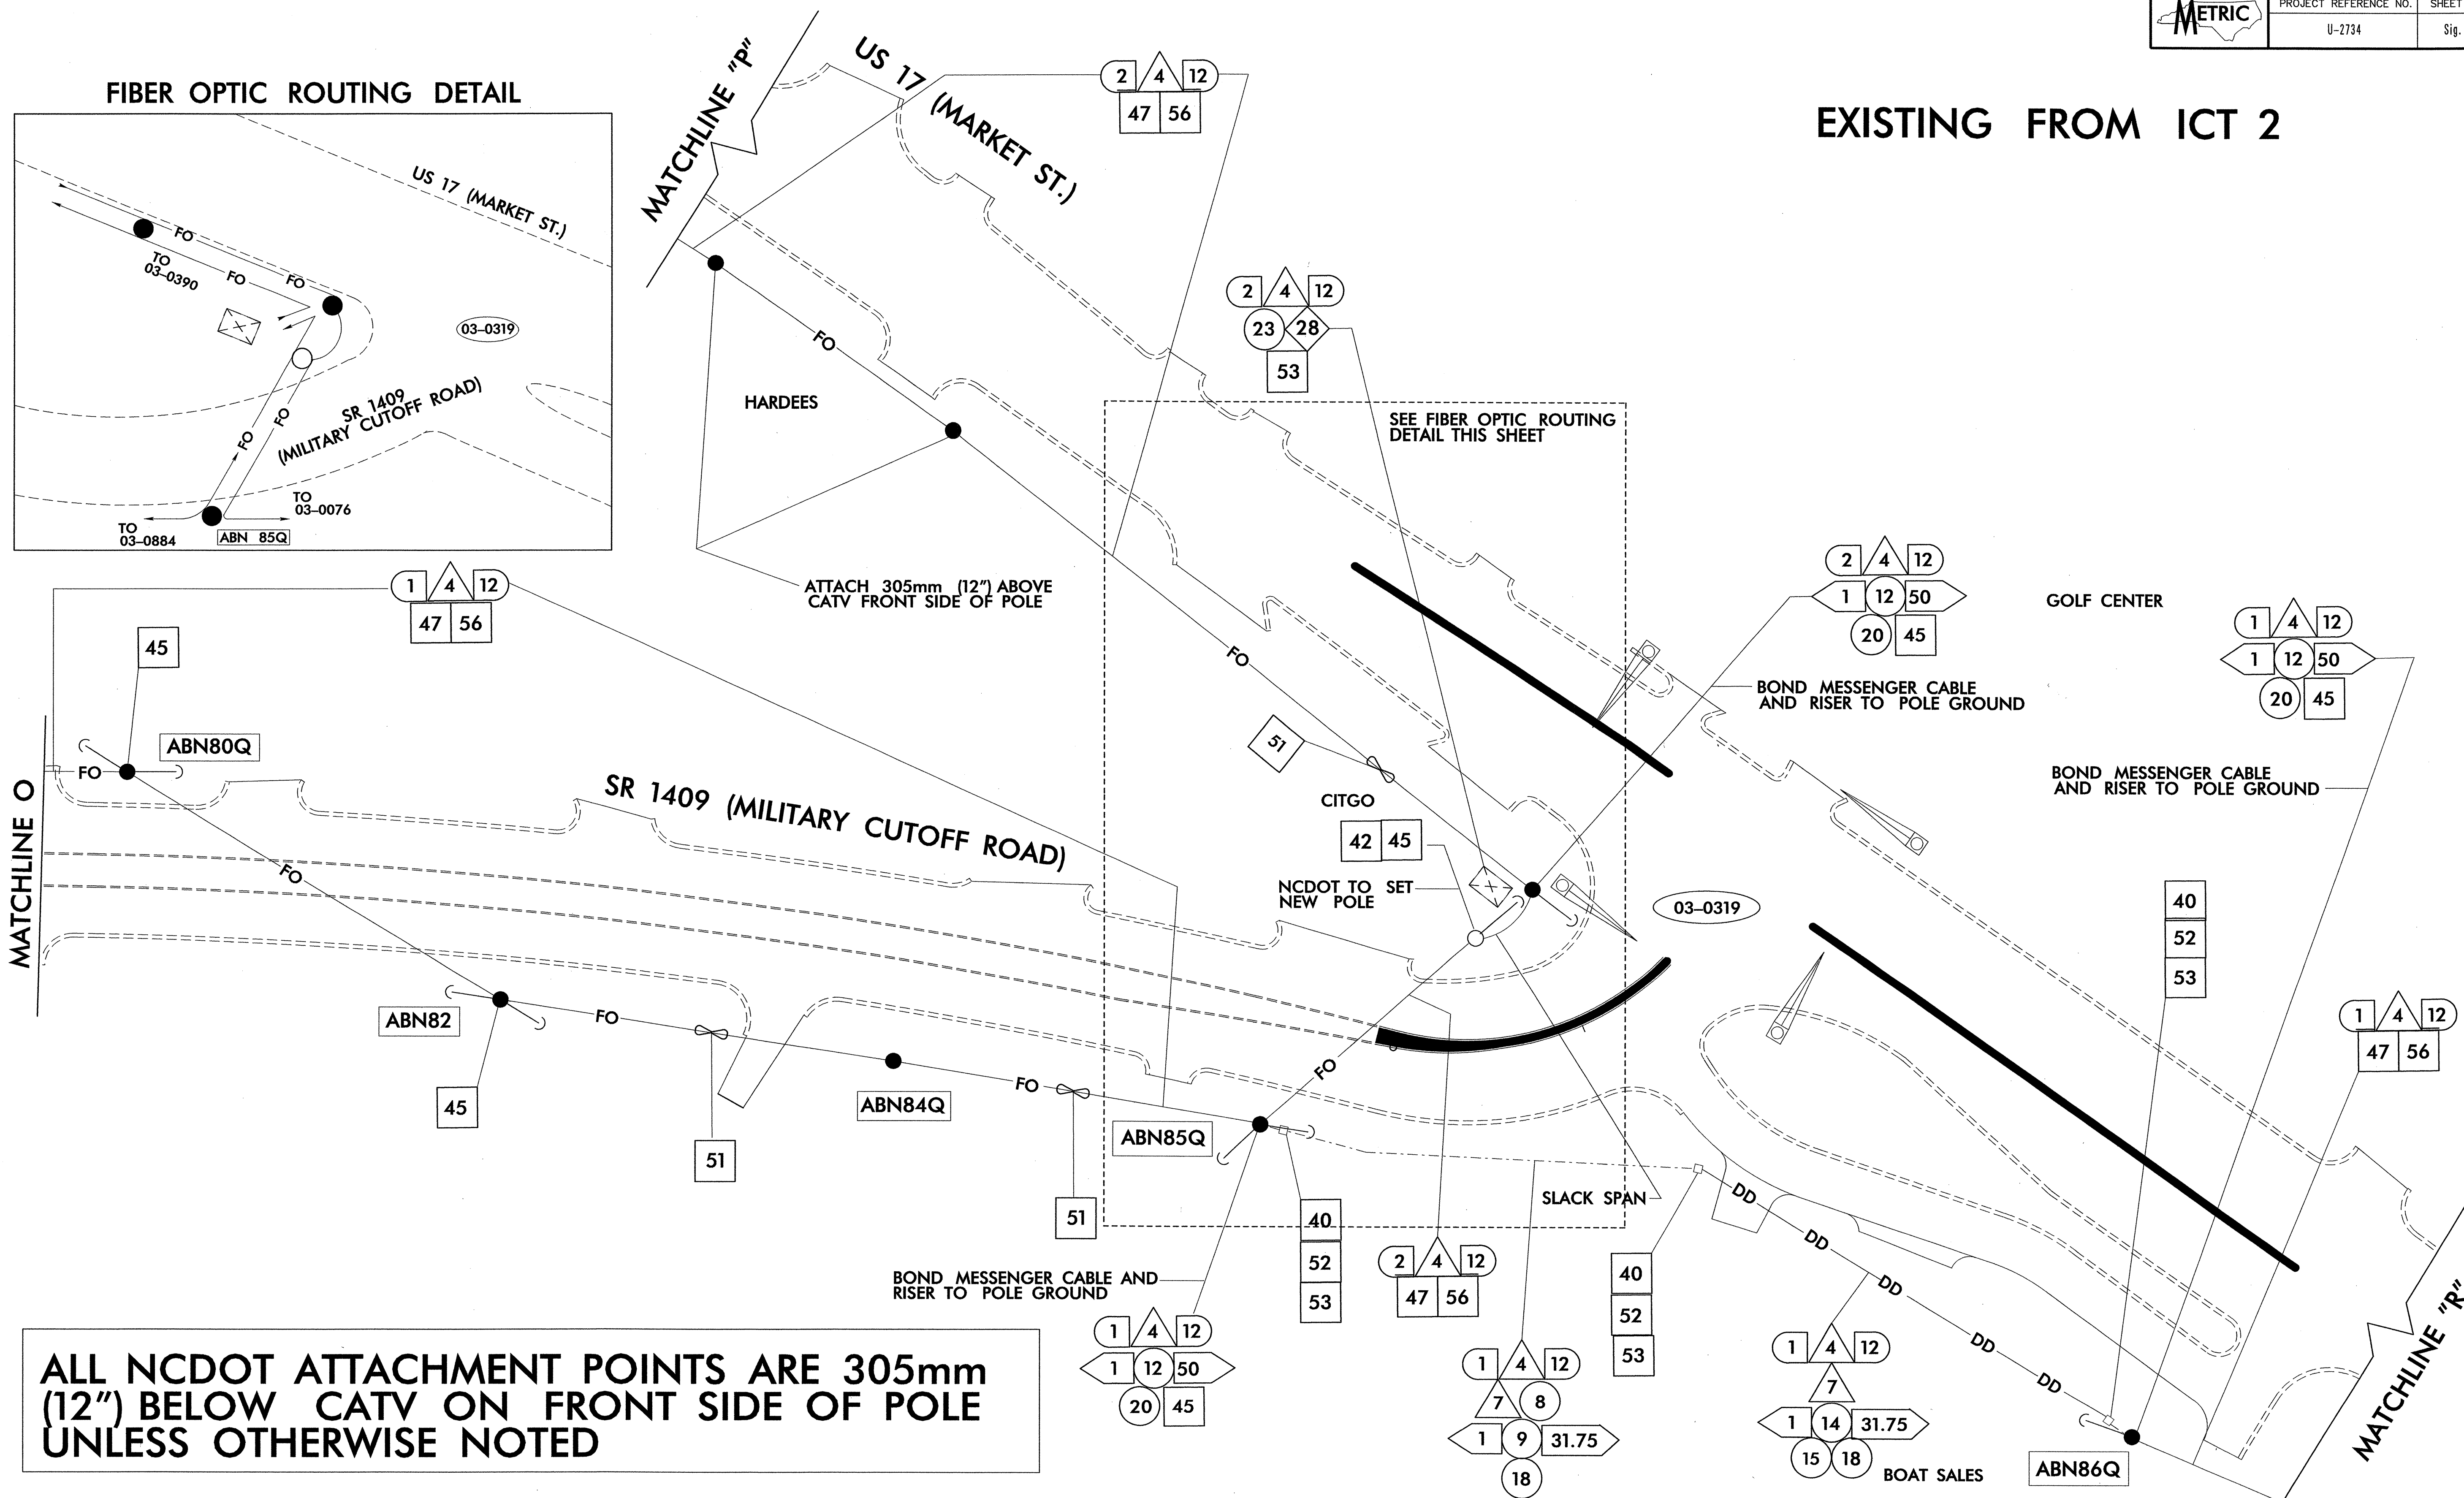 METRIC
PROJECT REFERENCE NO.
SHEET
U-2734
Sig.
EXISTING FROM ICT 2
FIBER OPTIC ROUTING DETAIL
US 17 (MARKET ST.)
FO
TO
03-0390
FO
FO
03-0319
SR 1409
(MILITARY CUTOFF ROAD)
FO
FO
TO
03-0076
TO
03-0884
ABN 85Q
MATCHLINE "P"
US 17 (MARKET ST.)
2 4 12
47 56
2 4 12
23 28
53
FO
HARDEES
SEE FIBER OPTIC ROUTING
DETAIL THIS SHEET
ATTACH 305mm (12") ABOVE
CATV FRONT SIDE OF POLE
1 4 12
47 56
45
ABN80Q
FO
MATCHLINE O
SR 1409 (MILITARY CUTOFF ROAD)
FO
FO
51
CITGO
42 45
NCDOT TO SET
NEW POLE
2 4 12
1 12 50
20 45
GOLF CENTER
BOND MESSENGER CABLE
AND RISER TO POLE GROUND
1 4 12
1 12 50
20 45
BOND MESSENGER CABLE
AND RISER TO POLE GROUND
03-0319
40
52
53
1 4 12
47 56
ABN82
FO
45
ABN84Q
FO
51
51
ABN85Q
FO
SLACK SPAN
DD
DD
DD
DD
DD
BOND MESSENGER CABLE AND
RISER TO POLE GROUND
1 4 12
1 12 50
20 45
40
52
53
2 4 12
47 56
1 4 12
7 8
1 9 31.75
18
40
52
53
1 4 12
7
1 14 31.75
15 18
BOAT SALES
ABN86Q
MATCHLINE "R"
ALL NCDOT ATTACHMENT POINTS ARE 305mm
(12") BELOW CATV ON FRONT SIDE OF POLE
UNLESS OTHERWISE NOTED